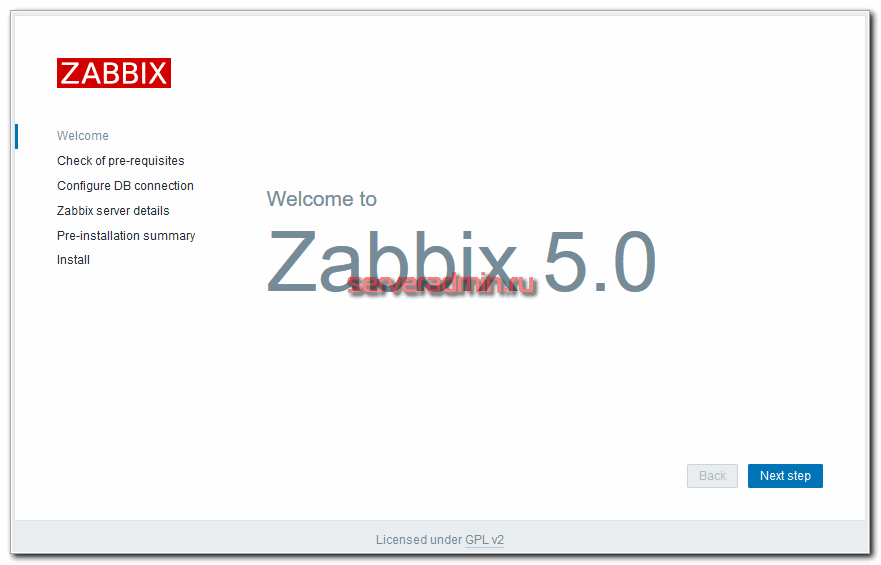 ZABBIX
Welcome
Check of pre-requisites
Configure DB connection
Zabbix server details
Pre-installation summary
Install
Welcome to
Zabbix 5.0
serveradmin.ru
Back
Next step
Licensed under GPL v2